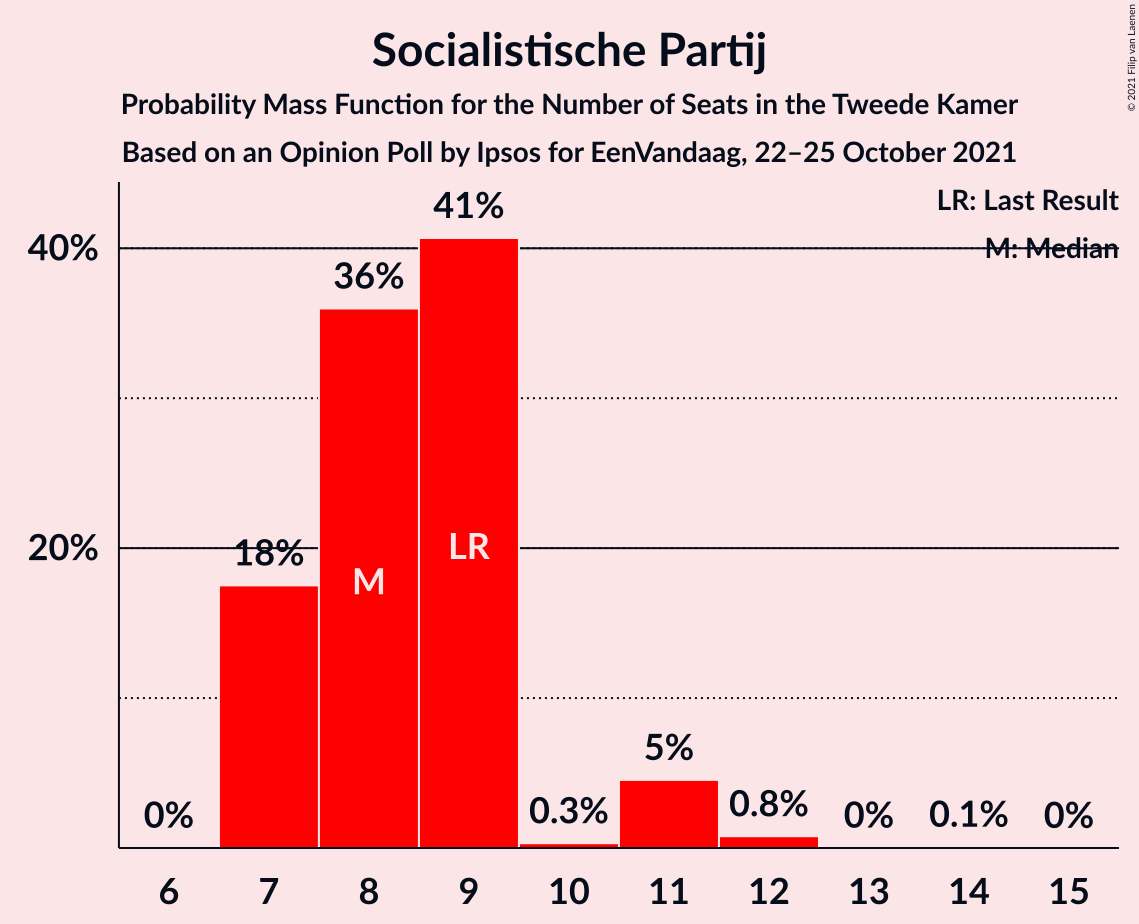 Socialistische Partij
Probability Mass Function for the Number of Seats in the Tweede Kamer
Based on an Opinion Poll by Ipsos for EenVandaag, 22–25 October 2021
© 2021 Filip van Laenen
LR: Last Result
M: Median
41%
40%
36%
20%
18%
LR
M
5%
0%
0.3%
0.8%
0%
0.1%
0%
6 7 8 9 10 11 12 13 14 15